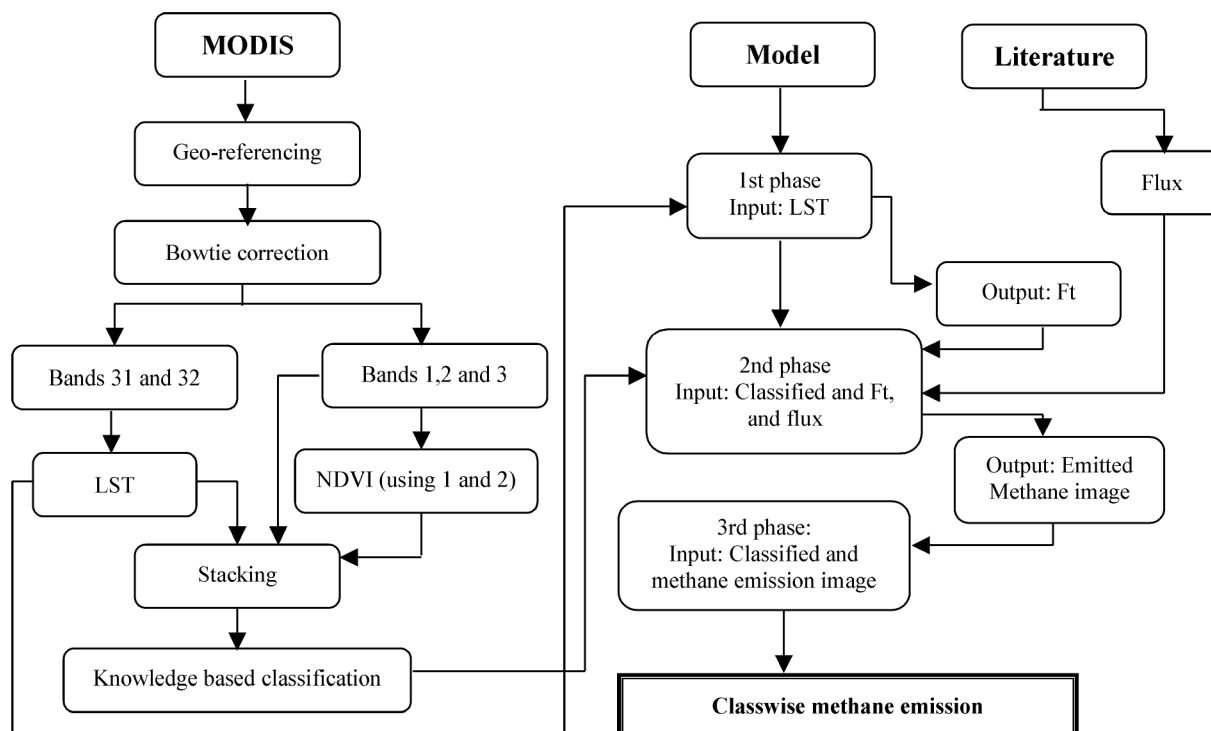 MODIS
Geo-referencing
Bowtie correction
Bands 31 and 32
Bands 1,2 and 3
LST
NDVI (using 1 and 2)
Stacking
Knowledge based classification
Model
1st phase
Input: LST
Output: Ft
2nd phase
Input: Classified and Ft,
and flux
Output: Emitted
Methane image
3rd phase:
Input: Classified and
methane emission image
Classwise methane emission
Literature
Flux